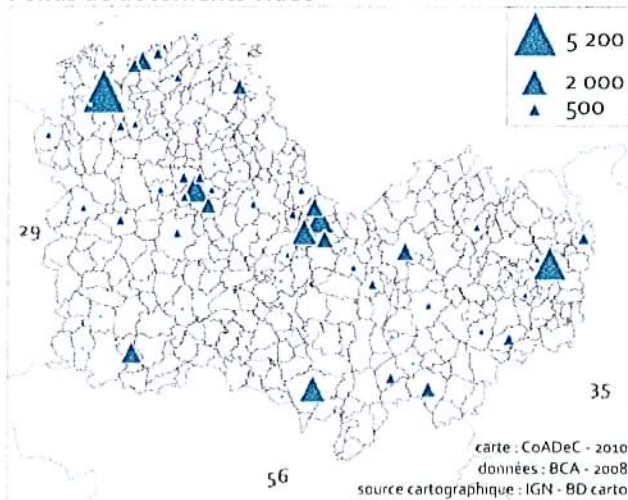 5 200
2 000
500
29
35
56
carte : CoADeC - 2010
données : BCA - 2008
source cartographique : IGN - BD carto